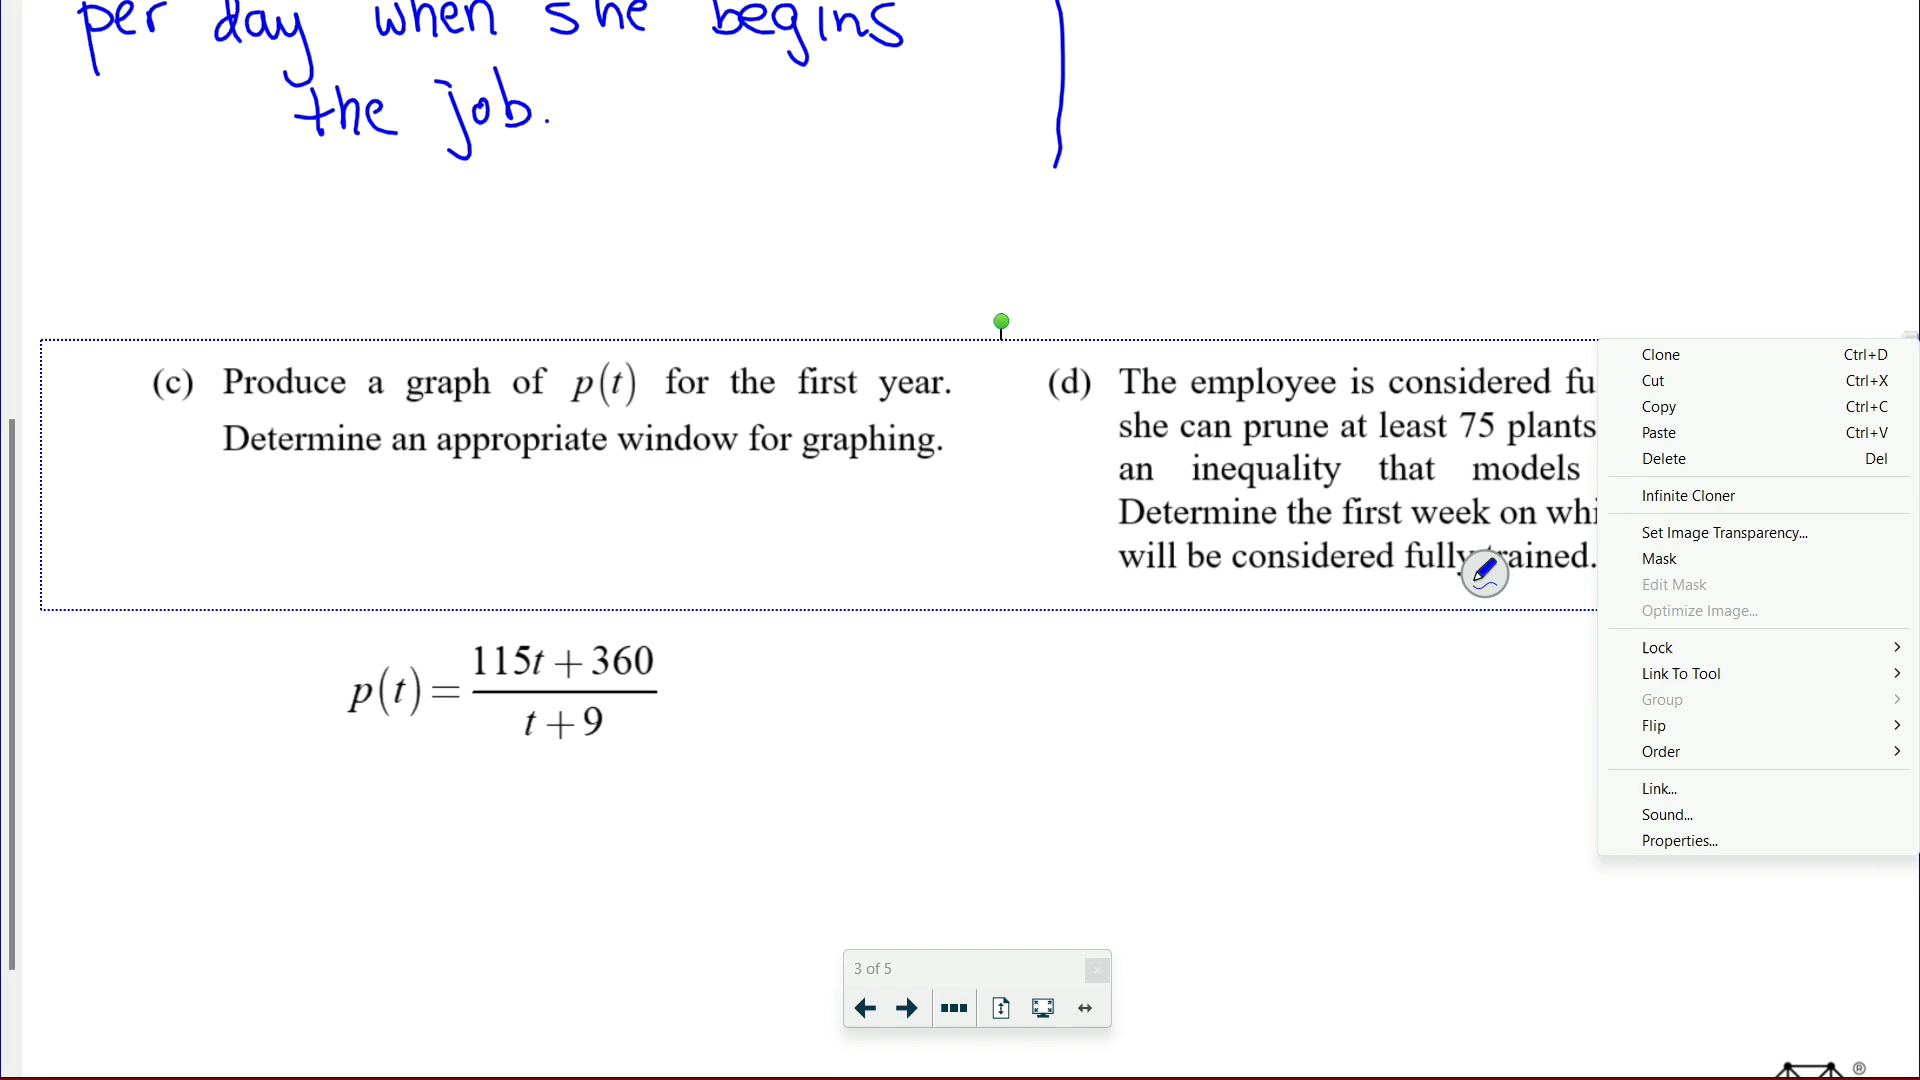 per day when she begins
the job.
(c) Produce a graph of p(t) for the first year.
Determine an appropriate window for graphing.
(d) The employee is considered fu
she can prune at least 75 plants
an inequality that models
Determine the first week on whi
will be considered fully trained.
p(t) = (115t + 360)/(t + 9)
Clone Ctrl+D
Cut Ctrl+X
Copy Ctrl+C
Paste Ctrl+V
Delete Del
Infinite Cloner
Set Image Transparency...
Mask
Edit Mask
Optimize Image...
Lock
Link To Tool
Group
Flip
Order
Link...
Sound...
Properties...
3 of 5
®